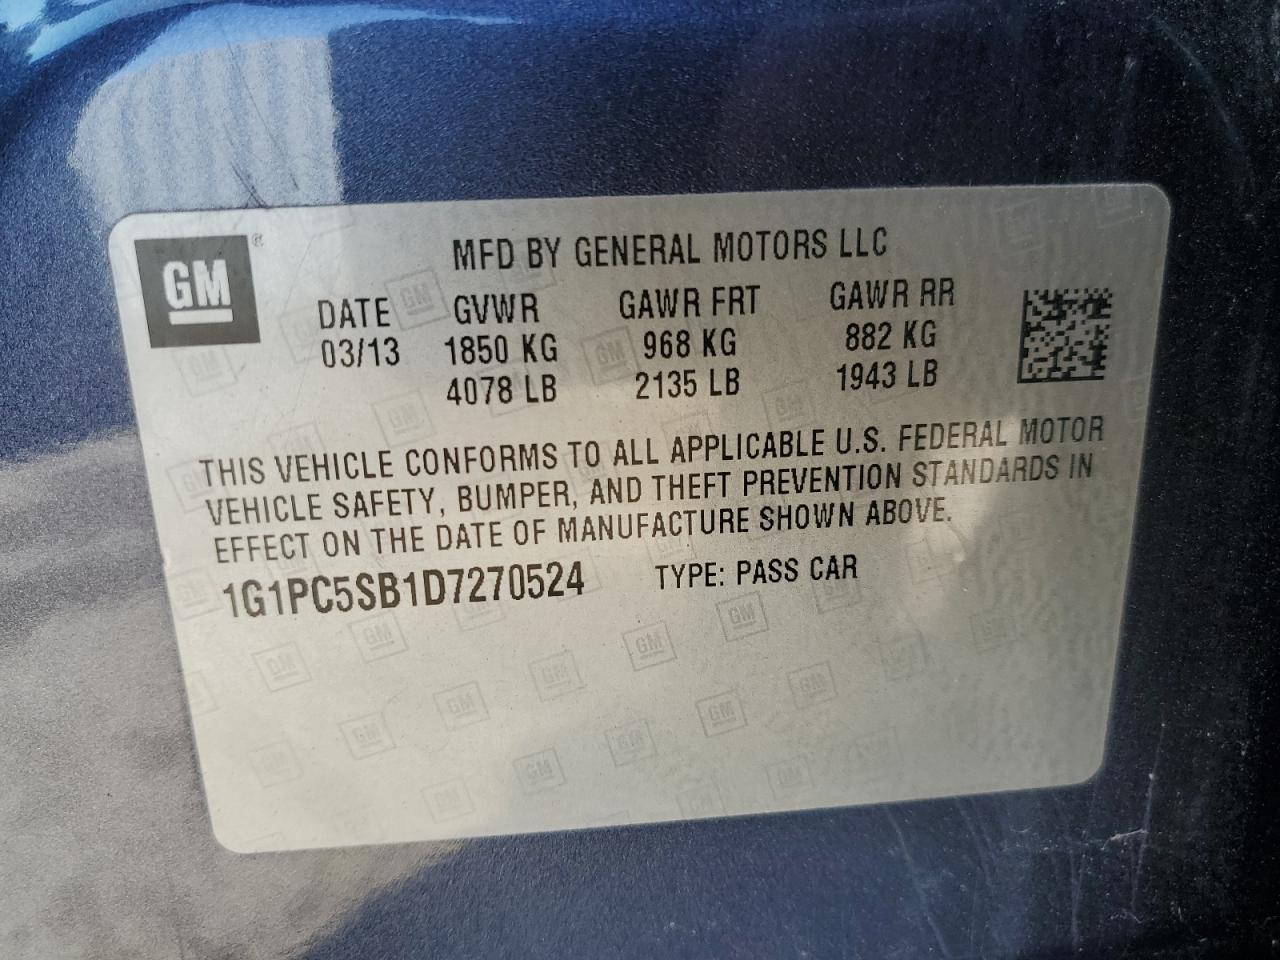 GM ®
MFD BY GENERAL MOTORS LLC
DATE GVWR GAWR FRT GAWR RR
03/13 1850 KG 968 KG 882 KG
4078 LB 2135 LB 1943 LB
THIS VEHICLE CONFORMS TO ALL APPLICABLE U.S. FEDERAL MOTOR
VEHICLE SAFETY, BUMPER, AND THEFT PREVENTION STANDARDS IN
EFFECT ON THE DATE OF MANUFACTURE SHOWN ABOVE.
1G1PC5SB1D7270524 TYPE: PASS CAR